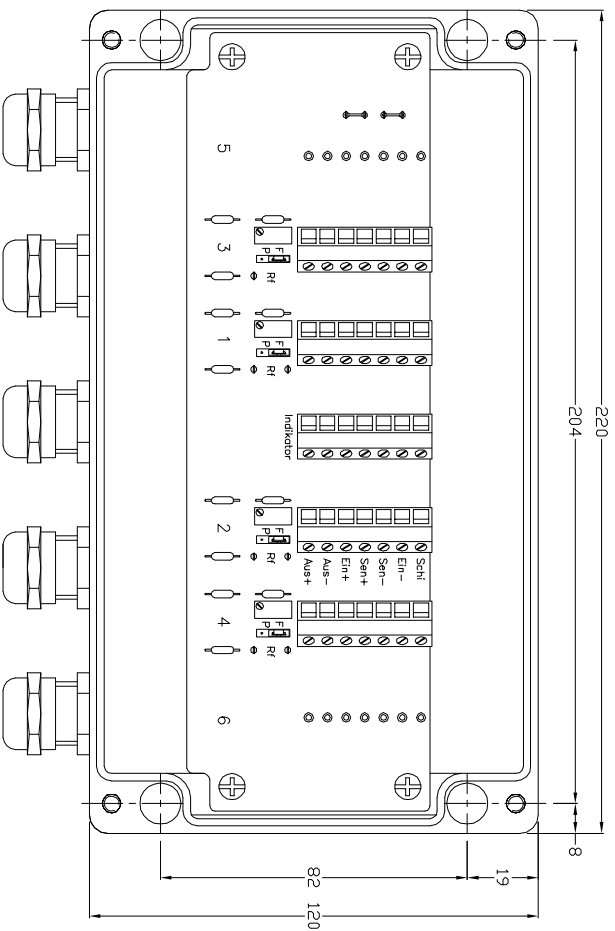 220
204
8
19
82
120
5
3
F
P
Rf
1
F
P
Rf
Indikator
2
F
P
Rf
Aus+
Aus-
Ein+
Sen+
Sen-
Ein-
Schi
4
F
P
Rf
6